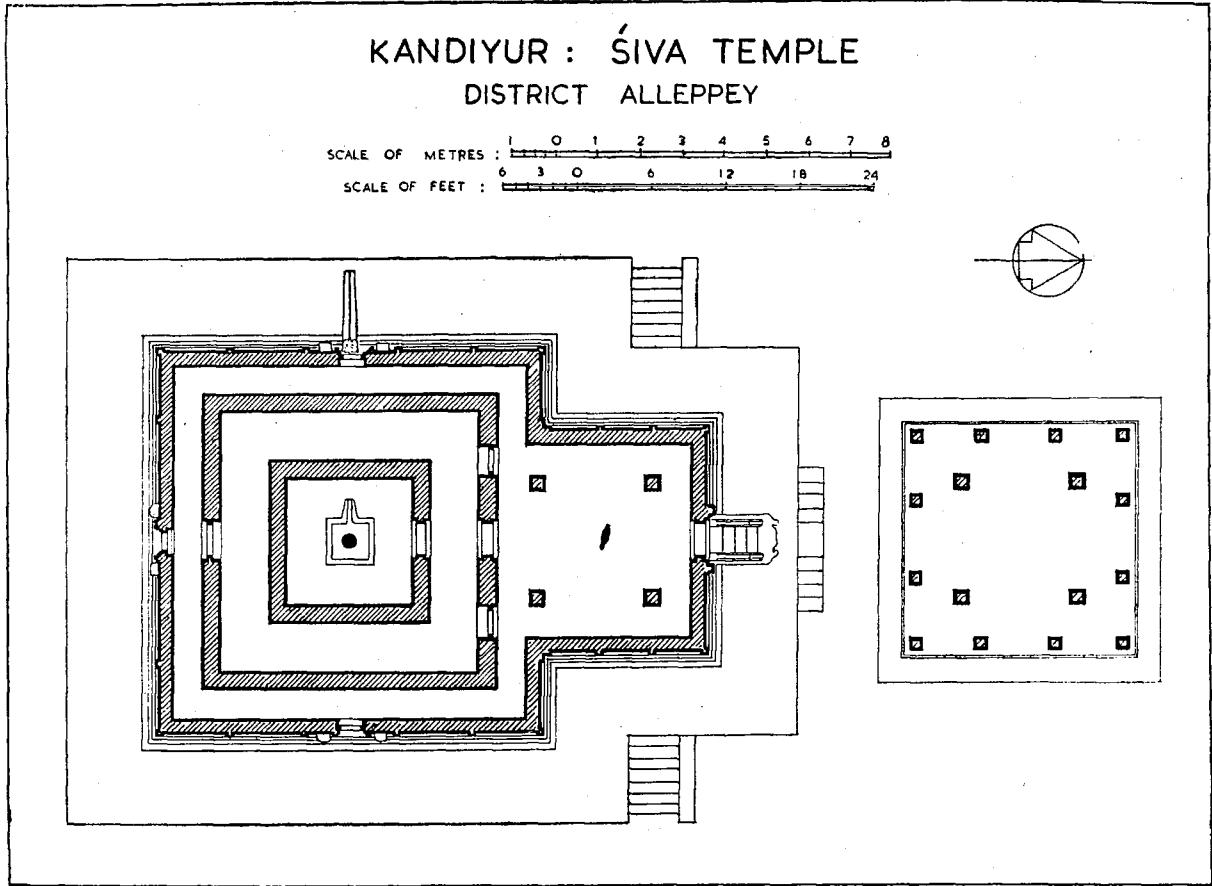 KANDIYUR : ŚIVA TEMPLE
DISTRICT ALLEPPEY
SCALE OF METRES : 1 0 1 2 3 4 5 6 7 8
SCALE OF FEET : 6 3 0 6 12 18 24